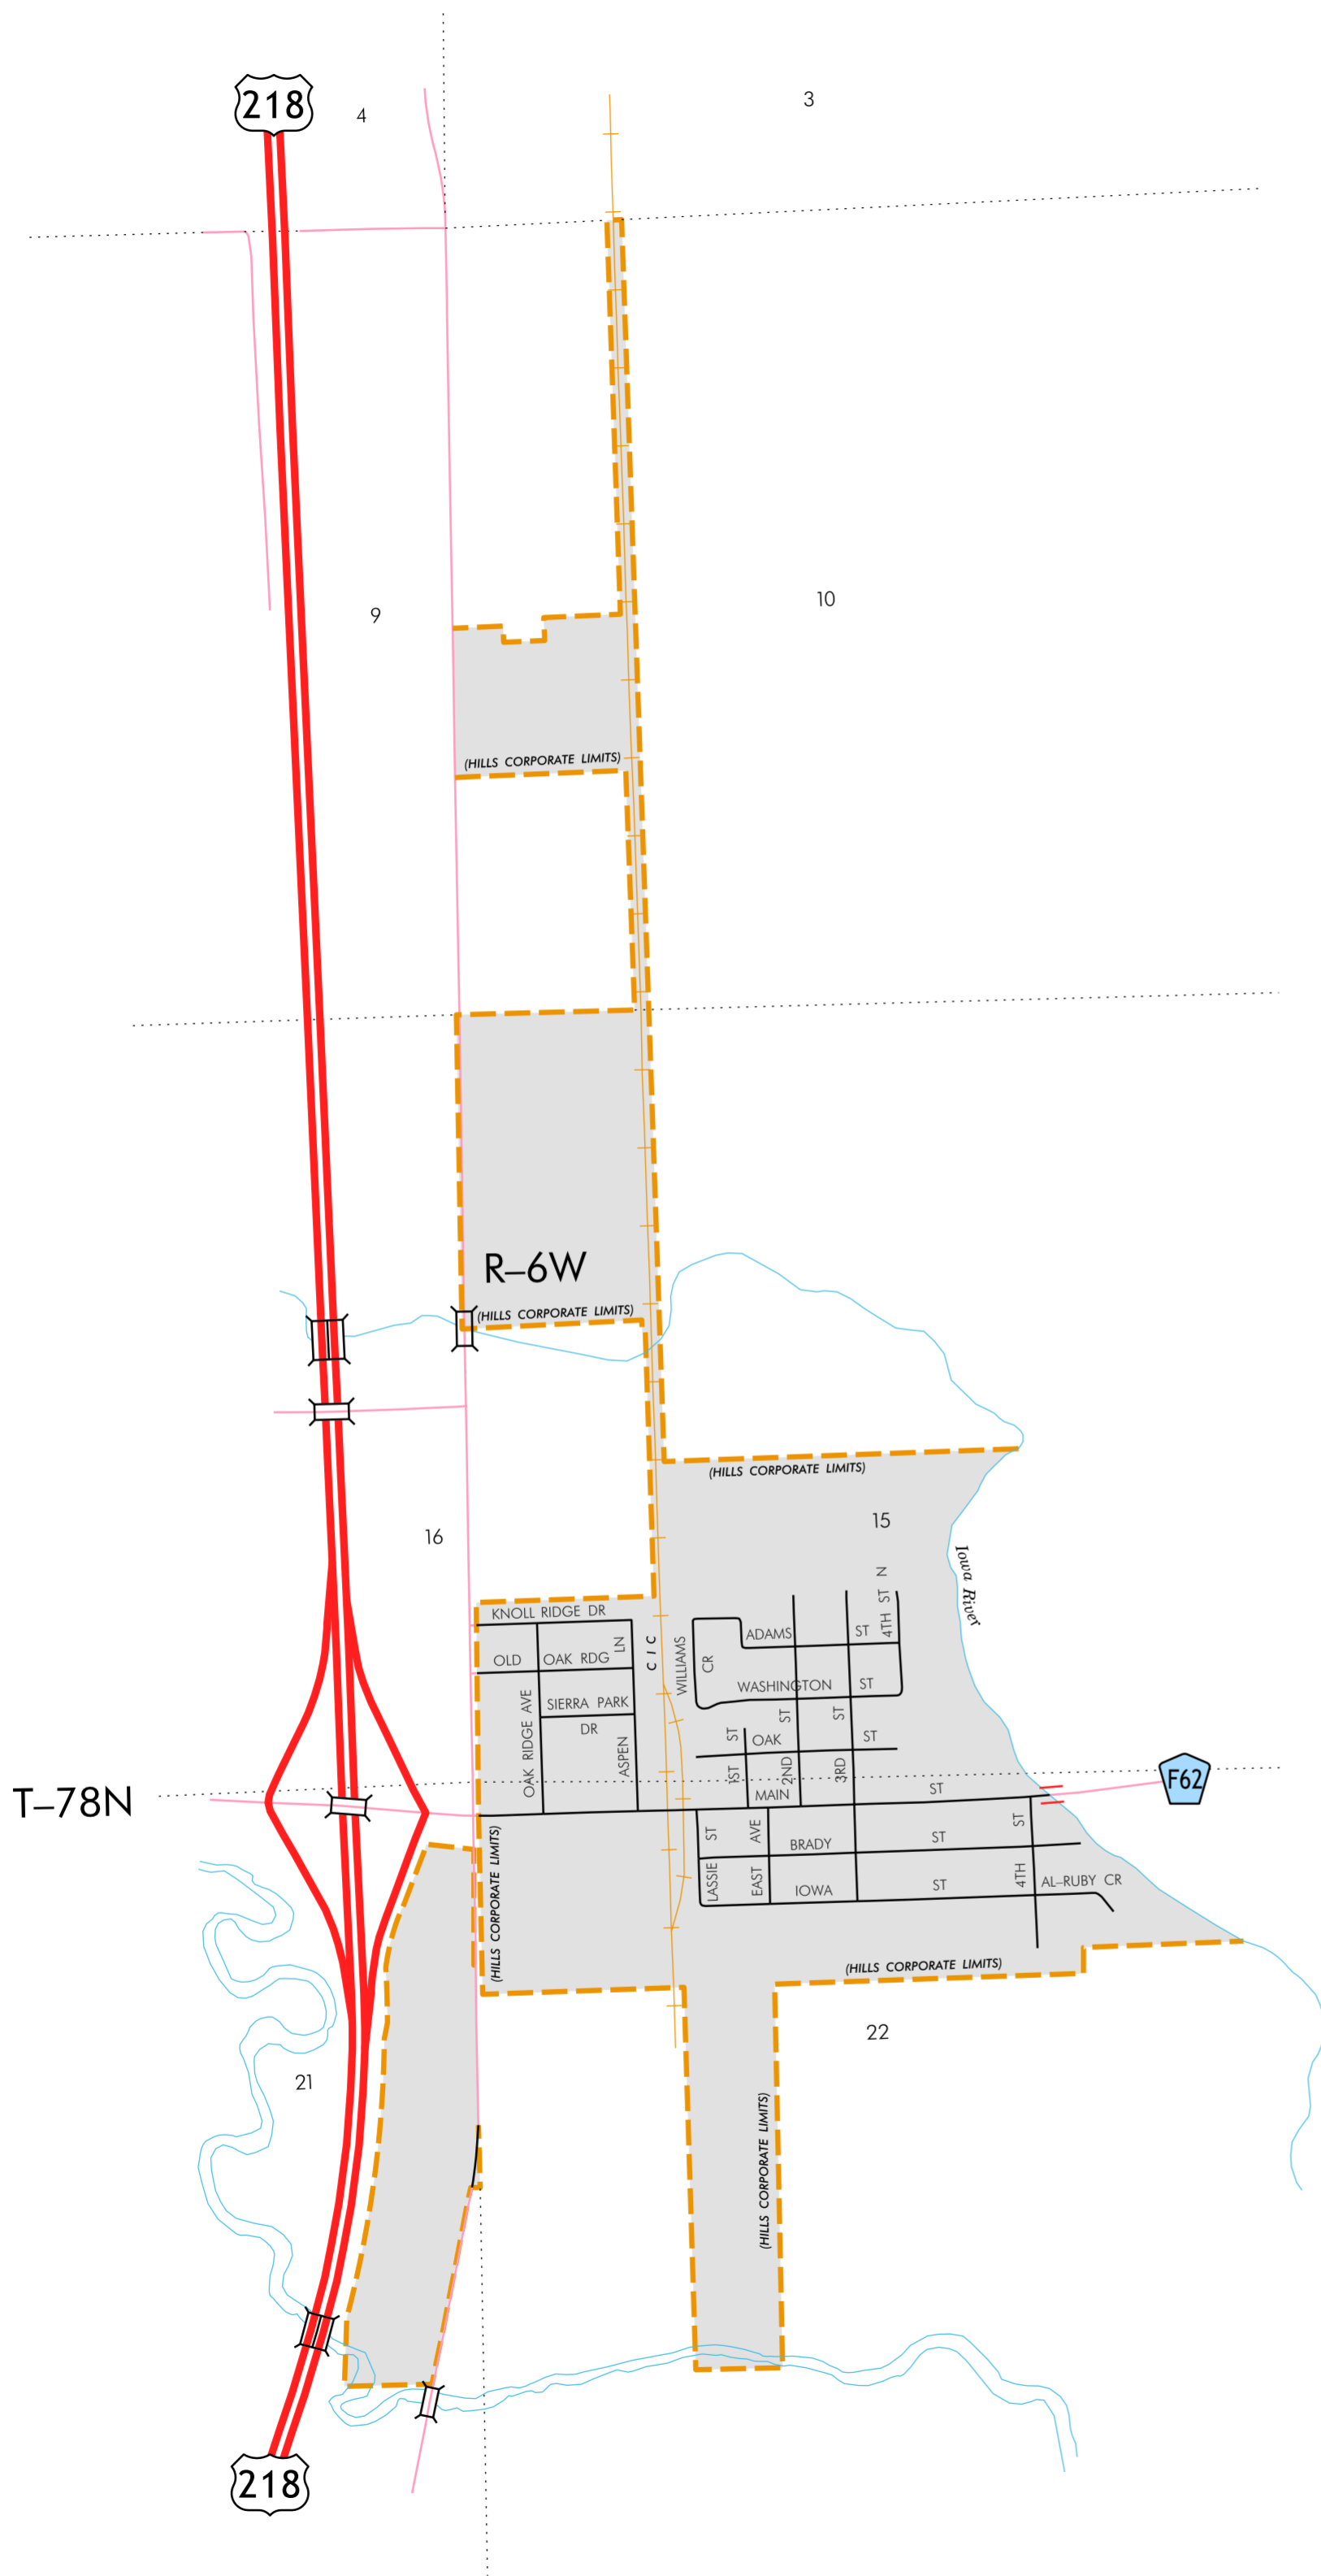 218
4
3
9
10
(HILLS CORPORATE LIMITS)
R–6W
(HILLS CORPORATE LIMITS)
(HILLS CORPORATE LIMITS)
15
16
Iowa River
KNOLL RIDGE DR
OLD OAK RDG LN
SIERRA PARK
DR
OAK RIDGE AVE
ASPEN
C I C
WILLIAMS
CR
ADAMS ST
4TH ST N
WASHINGTON ST
1ST ST
OAK ST
2ND ST
3RD ST
T–78N
F62
MAIN ST
LASSIE ST
EAST AVE
BRADY ST
IOWA ST
4TH ST
AL–RUBY CR
(HILLS CORPORATE LIMITS)
(HILLS CORPORATE LIMITS)
22
21
(HILLS CORPORATE LIMITS)
218